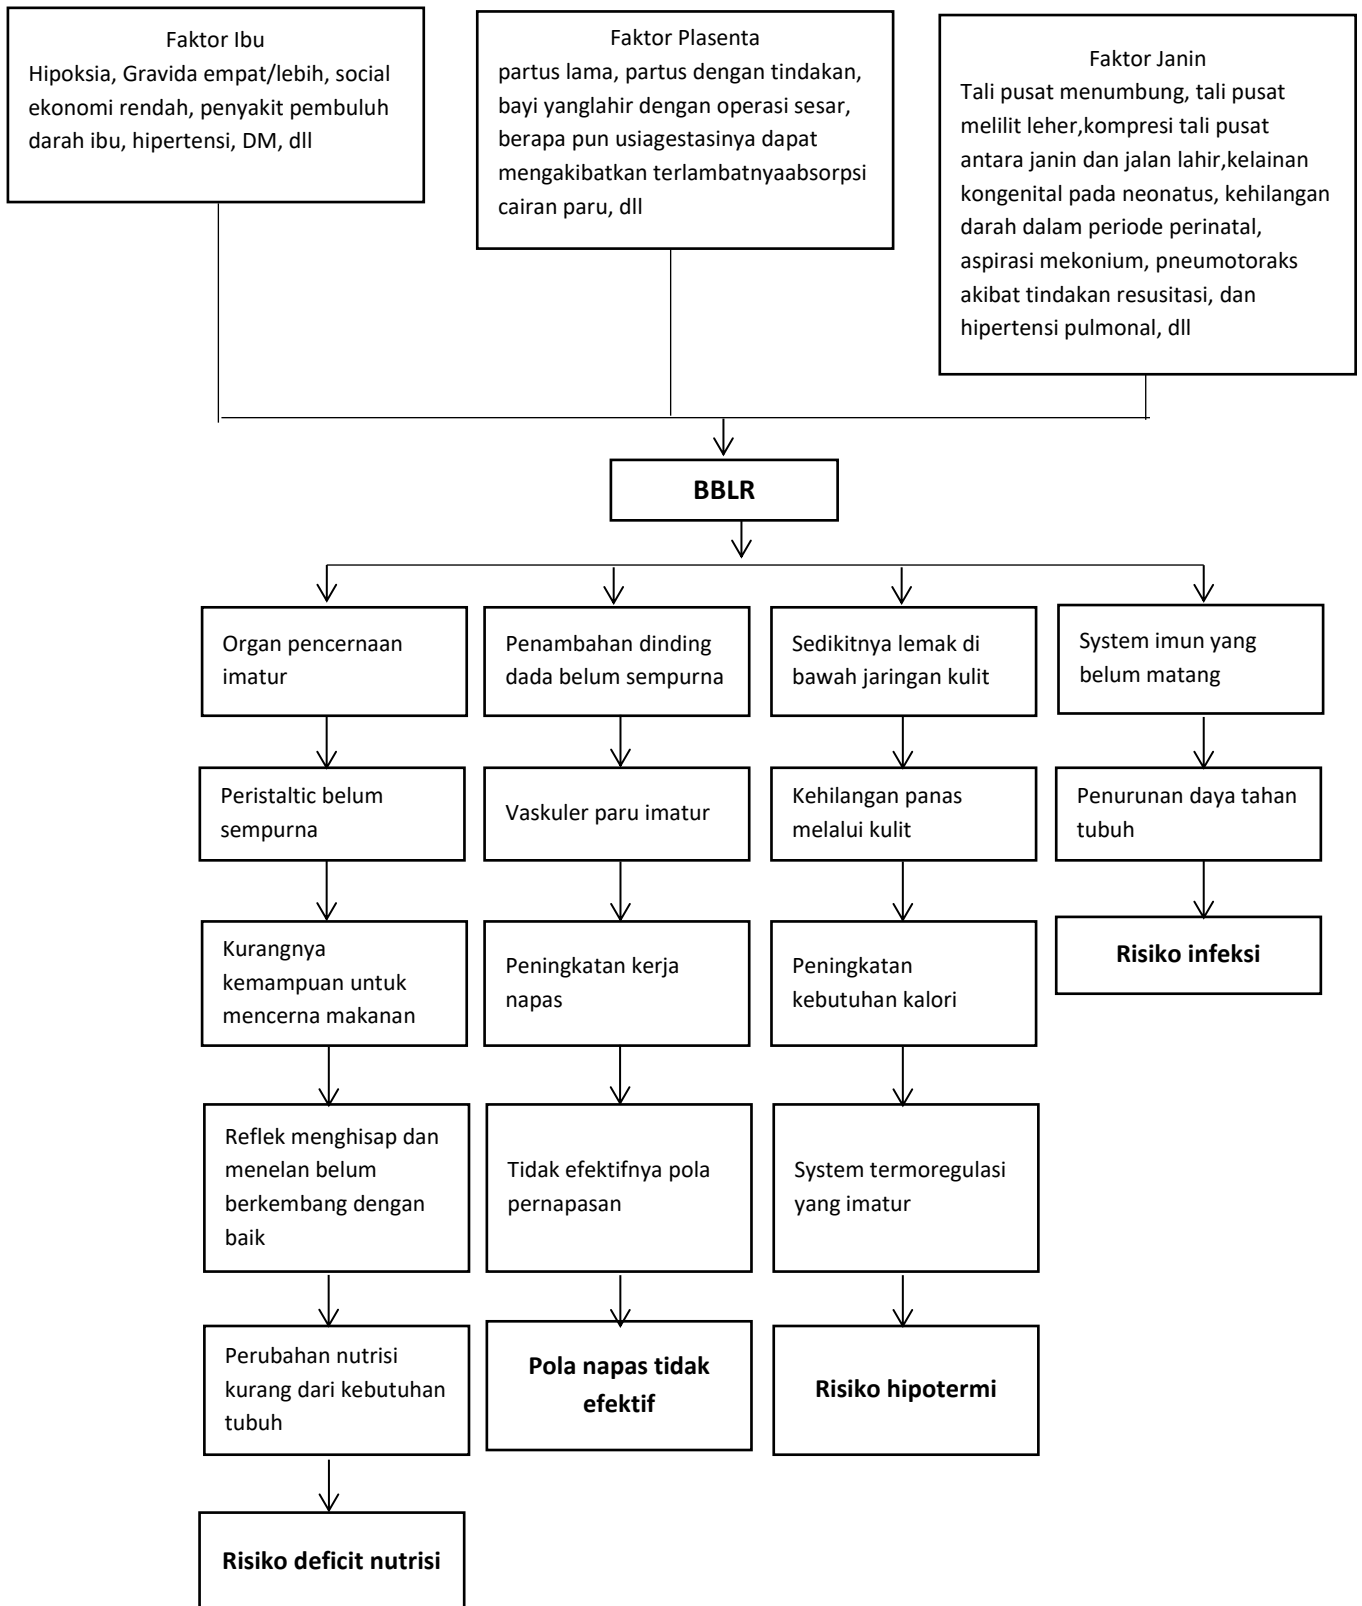 Faktor Ibu
Hipoksia, Gravida empat/lebih, social
ekonomi rendah, penyakit pembuluh
darah ibu, hipertensi, DM, dll
Faktor Plasenta
partus lama, partus dengan tindakan,
bayi yanglahir dengan operasi sesar,
berapa pun usiagestasinya dapat
mengakibatkan terlambatnyaabsorpsi
cairan paru, dll
Faktor Janin
Tali pusat menumbung, tali pusat
melilit leher,kompresi tali pusat
antara janin dan jalan lahir,kelainan
kongenital pada neonatus, kehilangan
darah dalam periode perinatal,
aspirasi mekonium, pneumotoraks
akibat tindakan resusitasi, dan
hipertensi pulmonal, dll
BBLR
Organ pencernaan
imatur
Penambahan dinding
dada belum sempurna
Sedikitnya lemak di
bawah jaringan kulit
System imun yang
belum matang
Peristaltic belum
sempurna
Vaskuler paru imatur
Kehilangan panas
melalui kulit
Penurunan daya tahan
tubuh
Kurangnya
kemampuan untuk
mencerna makanan
Peningkatan kerja
napas
Peningkatan
kebutuhan kalori
Risiko infeksi
Reflek menghisap dan
menelan belum
berkembang dengan
baik
Tidak efektifnya pola
pernapasan
System termoregulasi
yang imatur
Perubahan nutrisi
kurang dari kebutuhan
tubuh
Pola napas tidak
efektif
Risiko hipotermi
Risiko deficit nutrisi